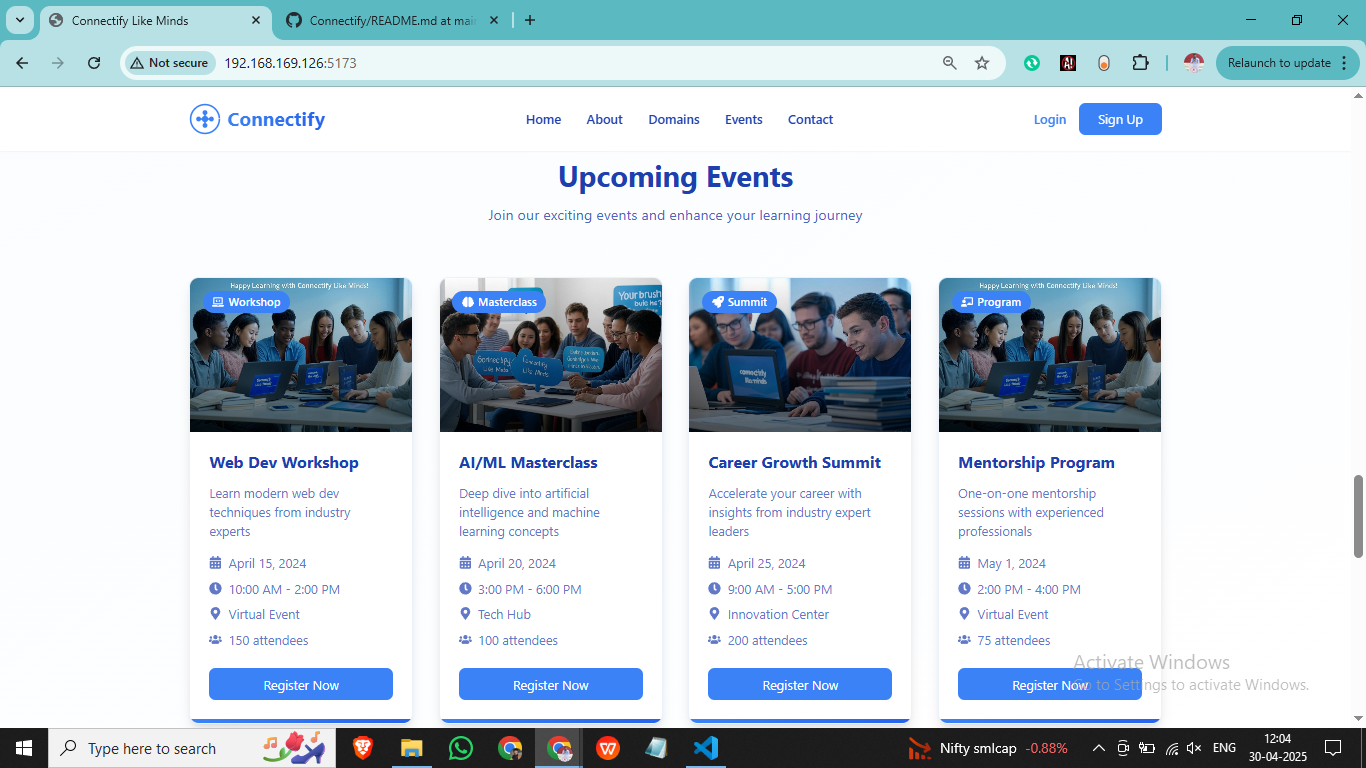 Connectify Like Minds
Connectify/README.md at mai
Not secure
192.168.169.126:5173
Relaunch to update
Connectify
Home
About
Domains
Events
Contact
Login
Sign Up
Upcoming Events
Join our exciting events and enhance your learning journey
Happy Learning with Connectify Like Minds!
Workshop
Masterclass
Your brush
Connectify
Like Minds
Summit
connectify
like minds
Happy Learning with Connectify Like Minds!
Program
Web Dev Workshop
Learn modern web dev
techniques from industry
experts
April 15, 2024
10:00 AM - 2:00 PM
Virtual Event
150 attendees
Register Now
AI/ML Masterclass
Deep dive into artificial
intelligence and machine
learning concepts
April 20, 2024
3:00 PM - 6:00 PM
Tech Hub
100 attendees
Register Now
Career Growth Summit
Accelerate your career with
insights from industry expert
leaders
April 25, 2024
9:00 AM - 5:00 PM
Innovation Center
200 attendees
Register Now
Mentorship Program
One-on-one mentorship
sessions with experienced
professionals
May 1, 2024
2:00 PM - 4:00 PM
Virtual Event
75 attendees
Register Now
Activate Windows
Go to Settings to activate Windows.
Type here to search
Nifty smlcap -0.88%
ENG
12:04
30-04-2025